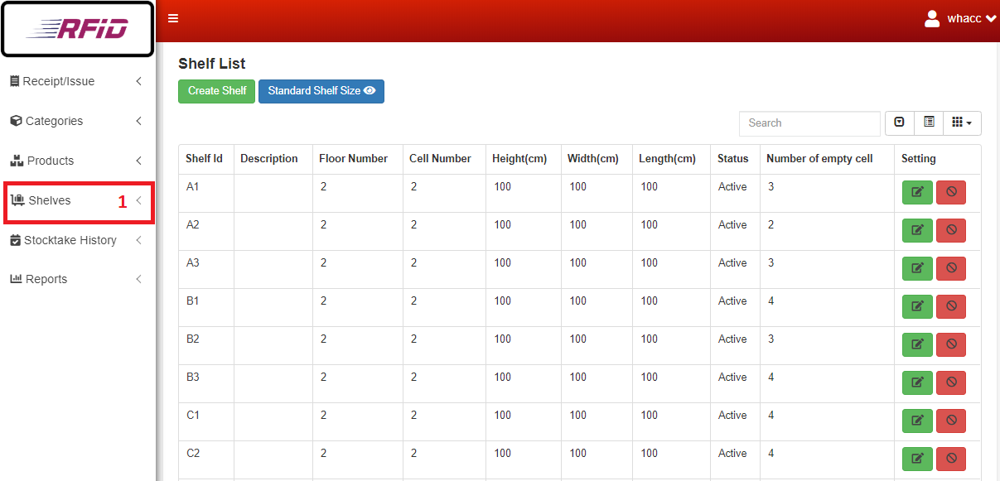 RFiD
whacc
Receipt/Issue
Categories
Products
Shelves 1
Stocktake History
Reports
Shelf List
Create Shelf Standard Shelf Size
Search
Shelf Id Description Floor Number Cell Number Height(cm) Width(cm) Length(cm) Status Number of empty cell Setting
A1 2 2 100 100 100 Active 3
A2 2 2 100 100 100 Active 2
A3 2 2 100 100 100 Active 3
B1 2 2 100 100 100 Active 4
B2 2 2 100 100 100 Active 3
B3 2 2 100 100 100 Active 4
C1 2 2 100 100 100 Active 4
C2 2 2 100 100 100 Active 4